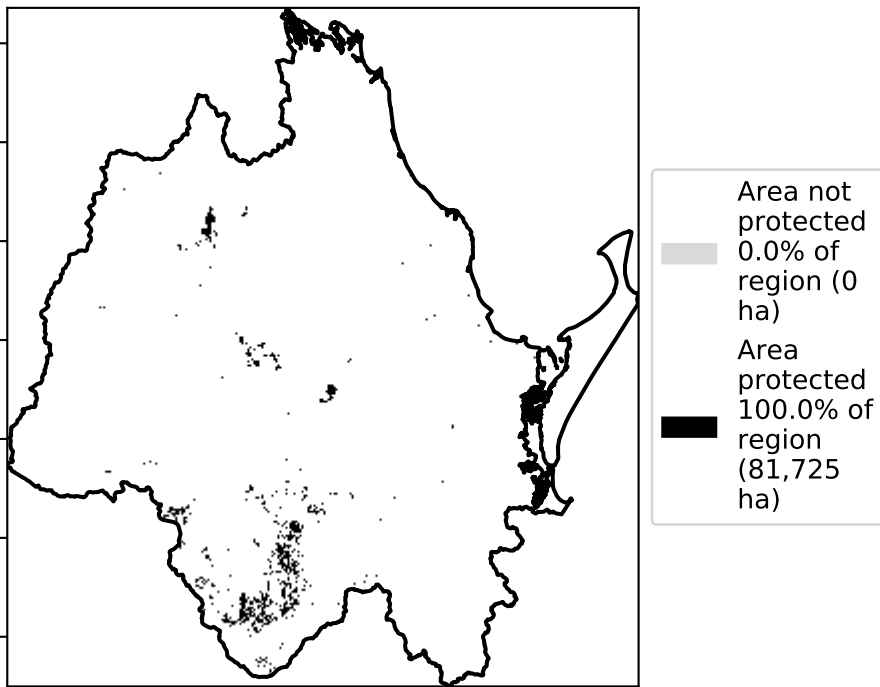 Area not
protected
0.0% of
region (0
ha)
Area
protected
100.0% of
region
(81,725
ha)